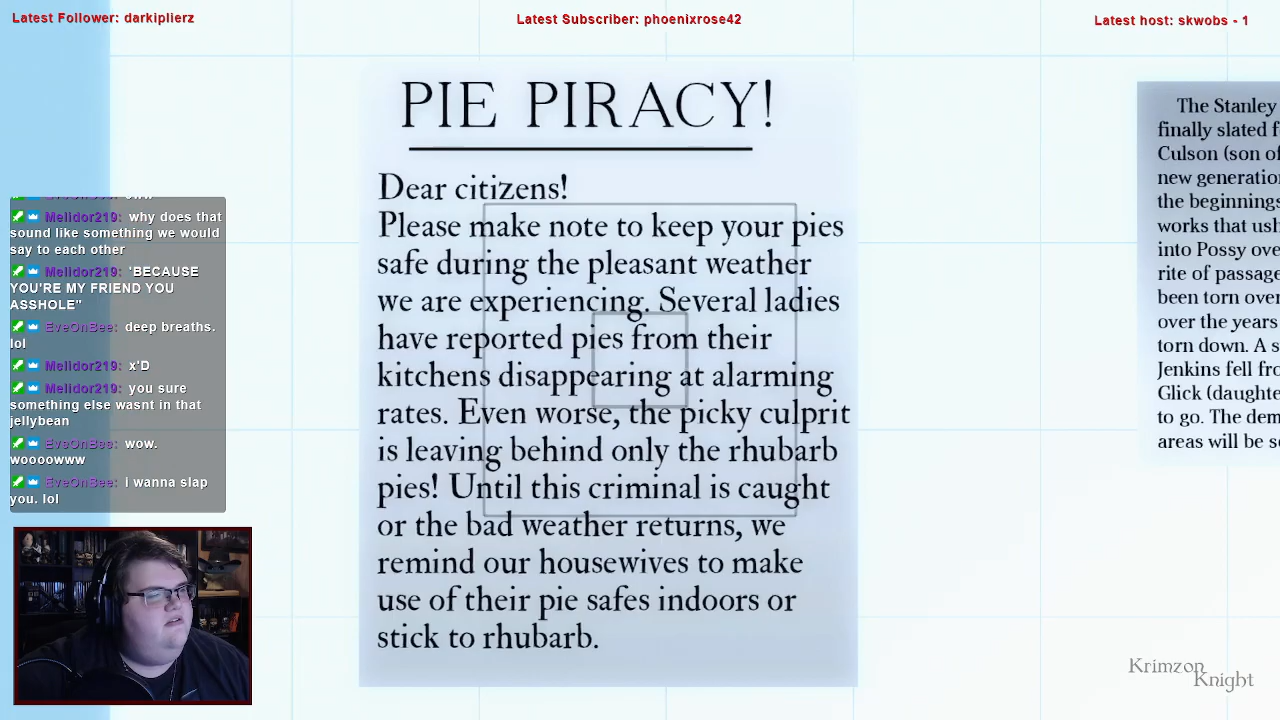 Latest Follower: darkiplierz
Latest Subscriber: phoenixrose42
Latest host: skwobs - 1
PIE PIRACY!
Dear citizens!
Please make note to keep your pies
safe during the pleasant weather
we are experiencing. Several ladies
have reported pies from their
kitchens disappearing at alarming
rates. Even worse, the picky culprit
is leaving behind only the rhubarb
pies! Until this criminal is caught
or the bad weather returns, we
remind our housewives to make
use of their pie safes indoors or
stick to rhubarb.
The Stanley
finally slated f
Culson (son of
new generation
the beginnings
works that ush
into Possy ove
rite of passage
been torn over
over the years
torn down. A s
Jenkins fell fro
Glick (daughte
to go. The dem
areas will be s
Melidor219: why does that
sound like something we would
say to each other
Melidor219: 'BECAUSE
YOU'RE MY FRIEND YOU
ASSHOLE"
EveOnBee: deep breaths.
lol
Melidor219: x'D
Melidor219: you sure
something else wasnt in that
jellybean
EveOnBee: wow.
woooowww
EveOnBee: i wanna slap
you. lol
Krimzon
Knight